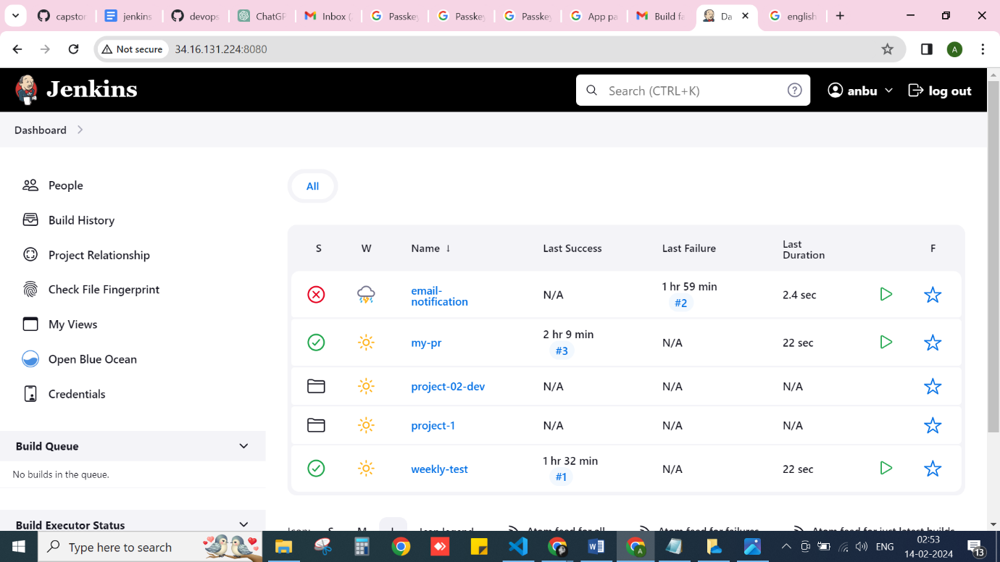 capstor
jenkins
devops
ChatGP
Inbox (
Passkey
Passkey
Passkey
App pa
Build fa
Da
english
Not secure 34.16.131.224:8080
A
Jenkins
Search (CTRL+K)
anbu
log out
Dashboard
People
Build History
Project Relationship
Check File Fingerprint
My Views
Open Blue Ocean
Credentials
Build Queue
No builds in the queue.
Build Executor Status
All
S W Name ↓ Last Success Last Failure Last Duration F
email-notification N/A 1 hr 59 min #2 2.4 sec
my-pr 2 hr 9 min #3 N/A 22 sec
project-02-dev N/A N/A N/A
project-1 N/A N/A N/A
weekly-test 1 hr 32 min #1 N/A 22 sec
Icon: S M L Icon legend Atom feed for all Atom feed for failures Atom feed for just latest builds
Type here to search
A
ENG
02:53
14-02-2024
13